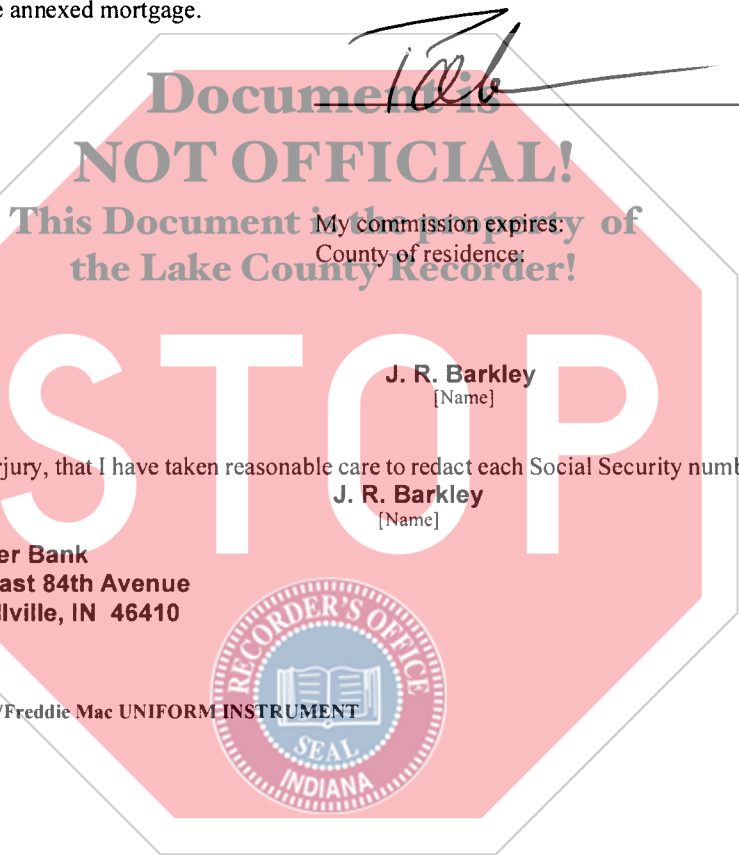 e annexed mortgage.
Document is
NOT OFFICIAL!
This Document is the property of
My commission expires:
the Lake County Recorder!
County of residence:
STOP
J. R. Barkley
[Name]
rjury, that I have taken reasonable care to redact each Social Security numb
J. R. Barkley
[Name]
er Bank
ast 84th Avenue
llville, IN 46410
RECORDER'S OFFICE
/Freddie Mac UNIFORM INSTRUMENT
SEAL
INDIANA